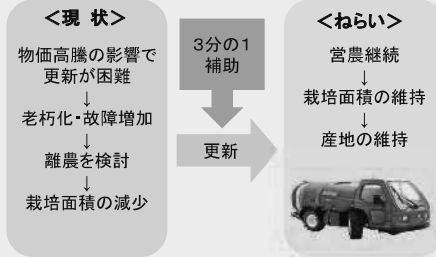 ＜現 状＞
物価高騰の影響で
更新が困難
↓
老朽化・故障増加
↓
離農を検討
↓
栽培面積の減少
3分の1
補助
更新
＜ねらい＞
営農継続
↓
栽培面積の維持
↓
産地の維持